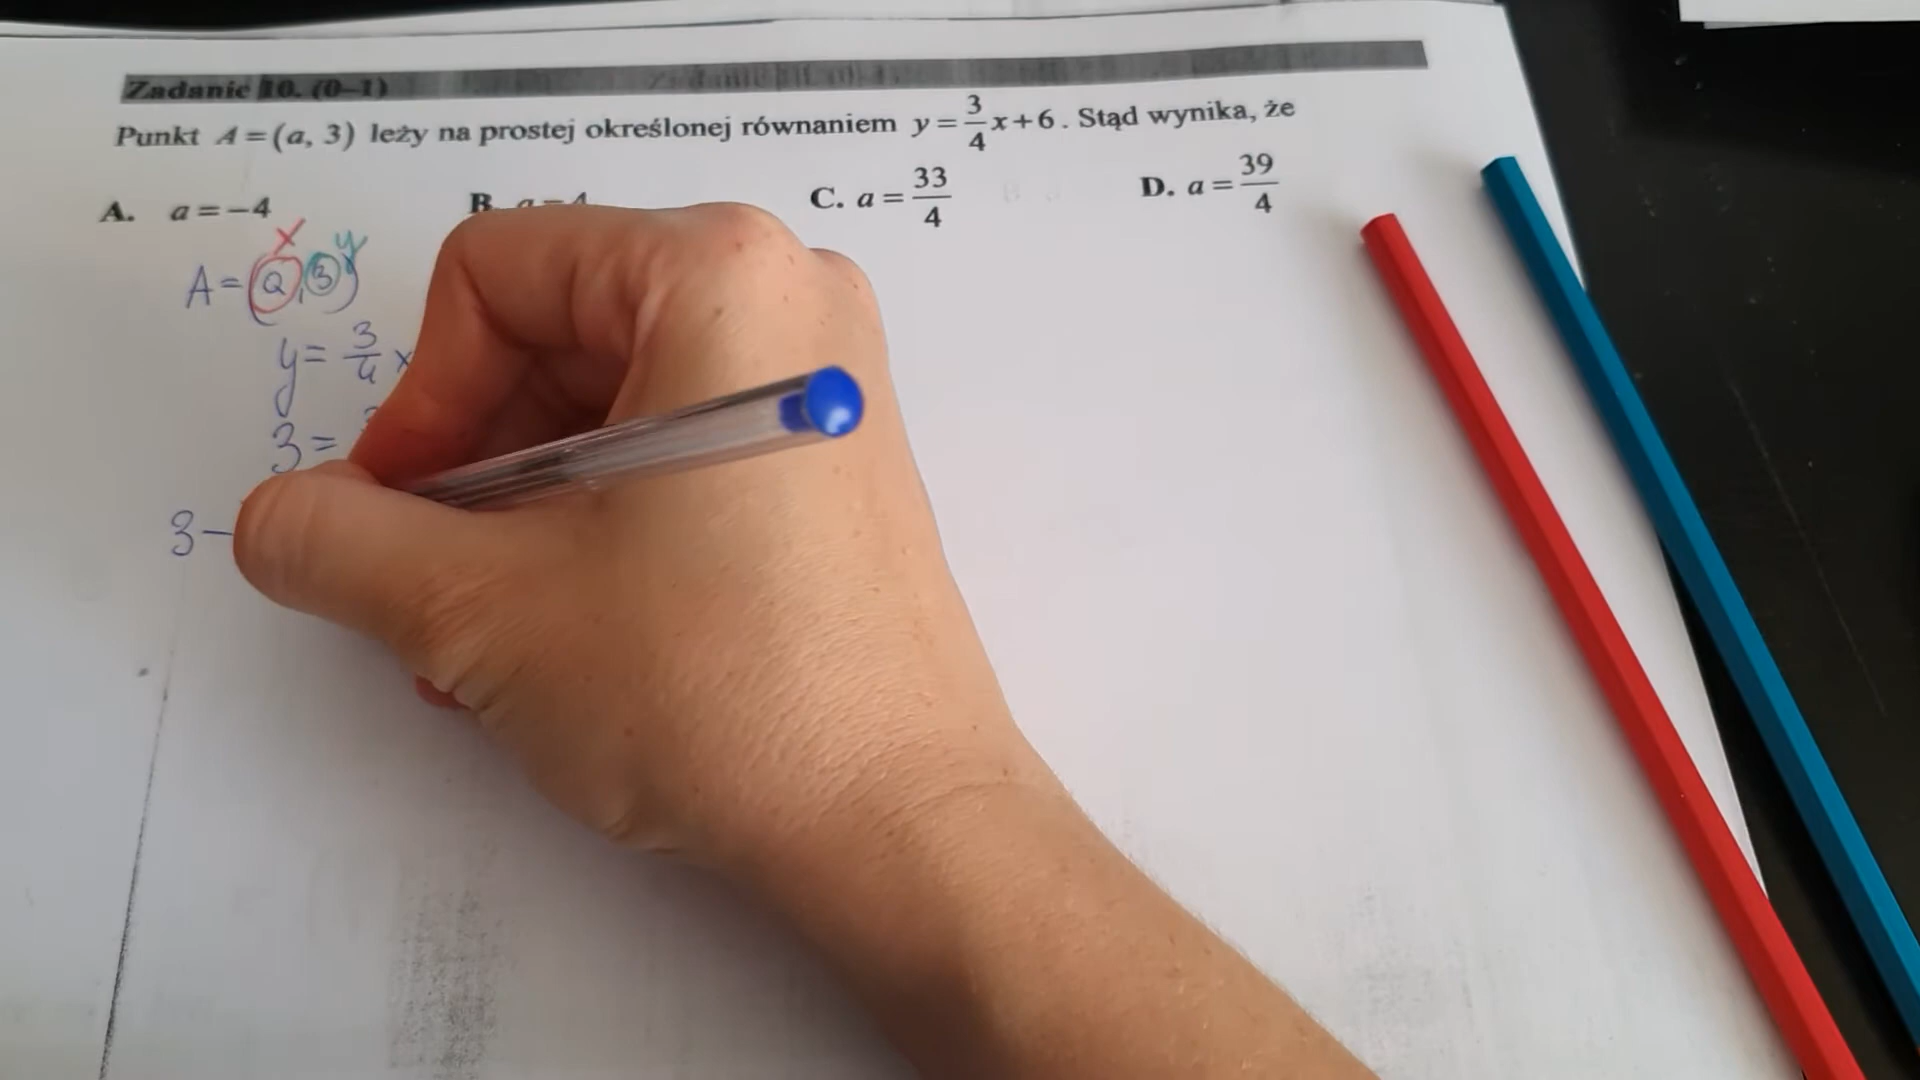 Zadanie 10. (0–1)
Punkt A = (a, 3) leży na prostej określonej równaniem y = 3/4 x + 6. Stąd wynika, że
A. a = −4 B. a = 4 C. a = 33/4 D. a = 39/4
x y
A = (a, 3)
y = 3/4 x
3 =
3 −